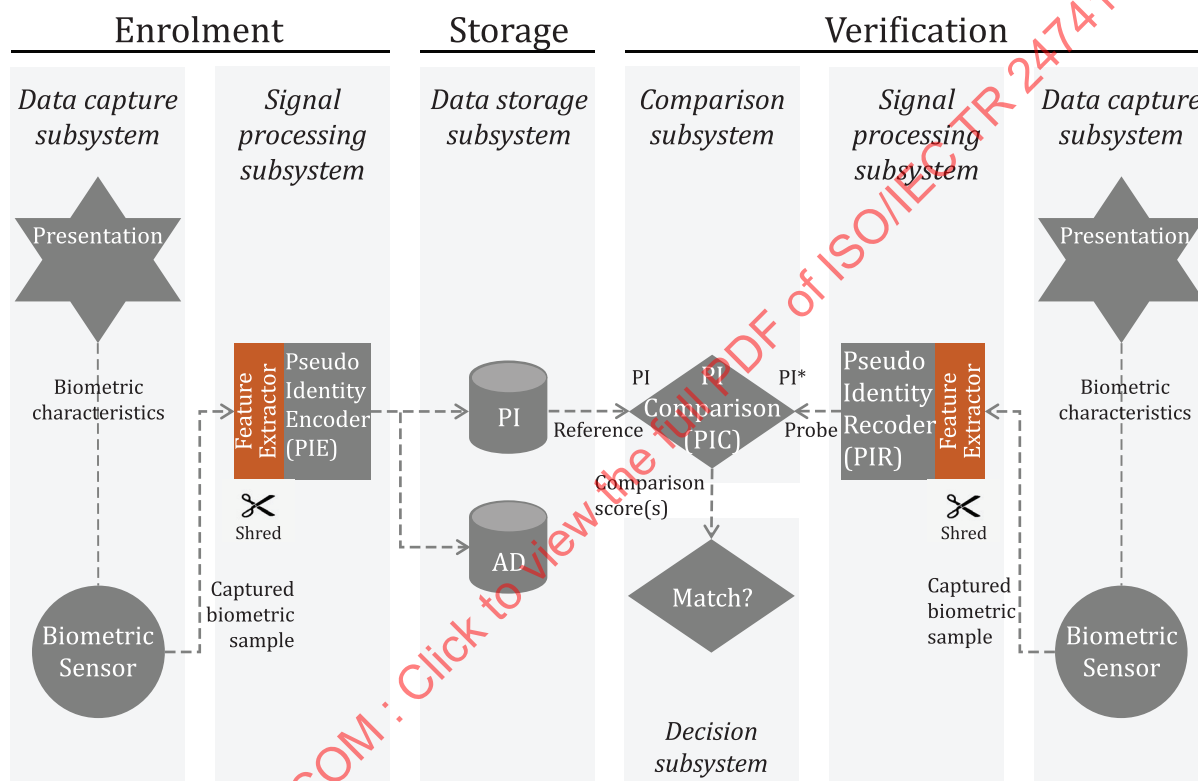 Enrolment
Storage
Verification
Data capture
subsystem
Signal
processing
subsystem
Data storage
subsystem
Comparison
subsystem
Signal
processing
subsystem
Data capture
subsystem
Presentation
Presentation
Biometric
characteristics
Feature
Extractor
Pseudo
Identity
Encoder
(PIE)
PI
Reference
PI
PI
Comparison
(PIC)
PI*
Probe
Pseudo
Identity
Recoder
(PIR)
Feature
Extractor
Biometric
characteristics
Shred
Comparison
score(s)
Shred
AD
Match?
Captured
biometric
sample
Captured
biometric
sample
Biometric
Sensor
Biometric
Sensor
Decision
subsystem
COM : Click to view the full PDF of ISO/IEC TR 2474